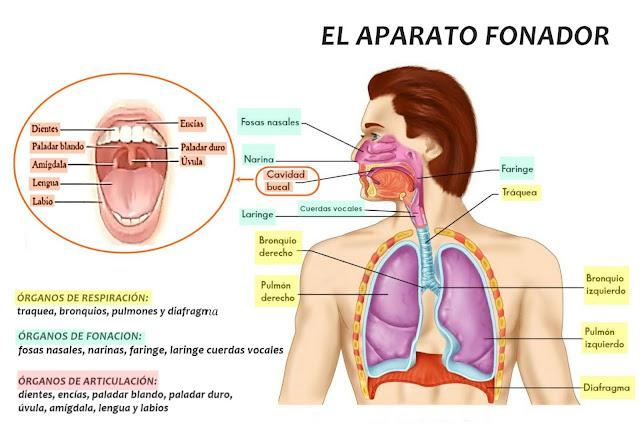 EL APARATO FONADOR
Dientes
Paladar blando
Amígdala
Lengua
Labio
Encías
Paladar duro
Úvula
Fosas nasales
Narina
Cavidad
bucal
Laringe
Cuerdas vocales
Faringe
Tráquea
Bronquio
derecho
Pulmón
derecho
Bronquio
izquierdo
Pulmón
izquierdo
Diafragma
ÓRGANOS DE RESPIRACIÓN:
traquea, bronquios, pulmones y diafragma
ÓRGANOS DE FONACION:
fosas nasales, narinas, faringe, laringe cuerdas vocales
ÓRGANOS DE ARTICULACIÓN:
dientes, encías, paladar blando, paladar duro,
úvula, amígdala, lengua y labios